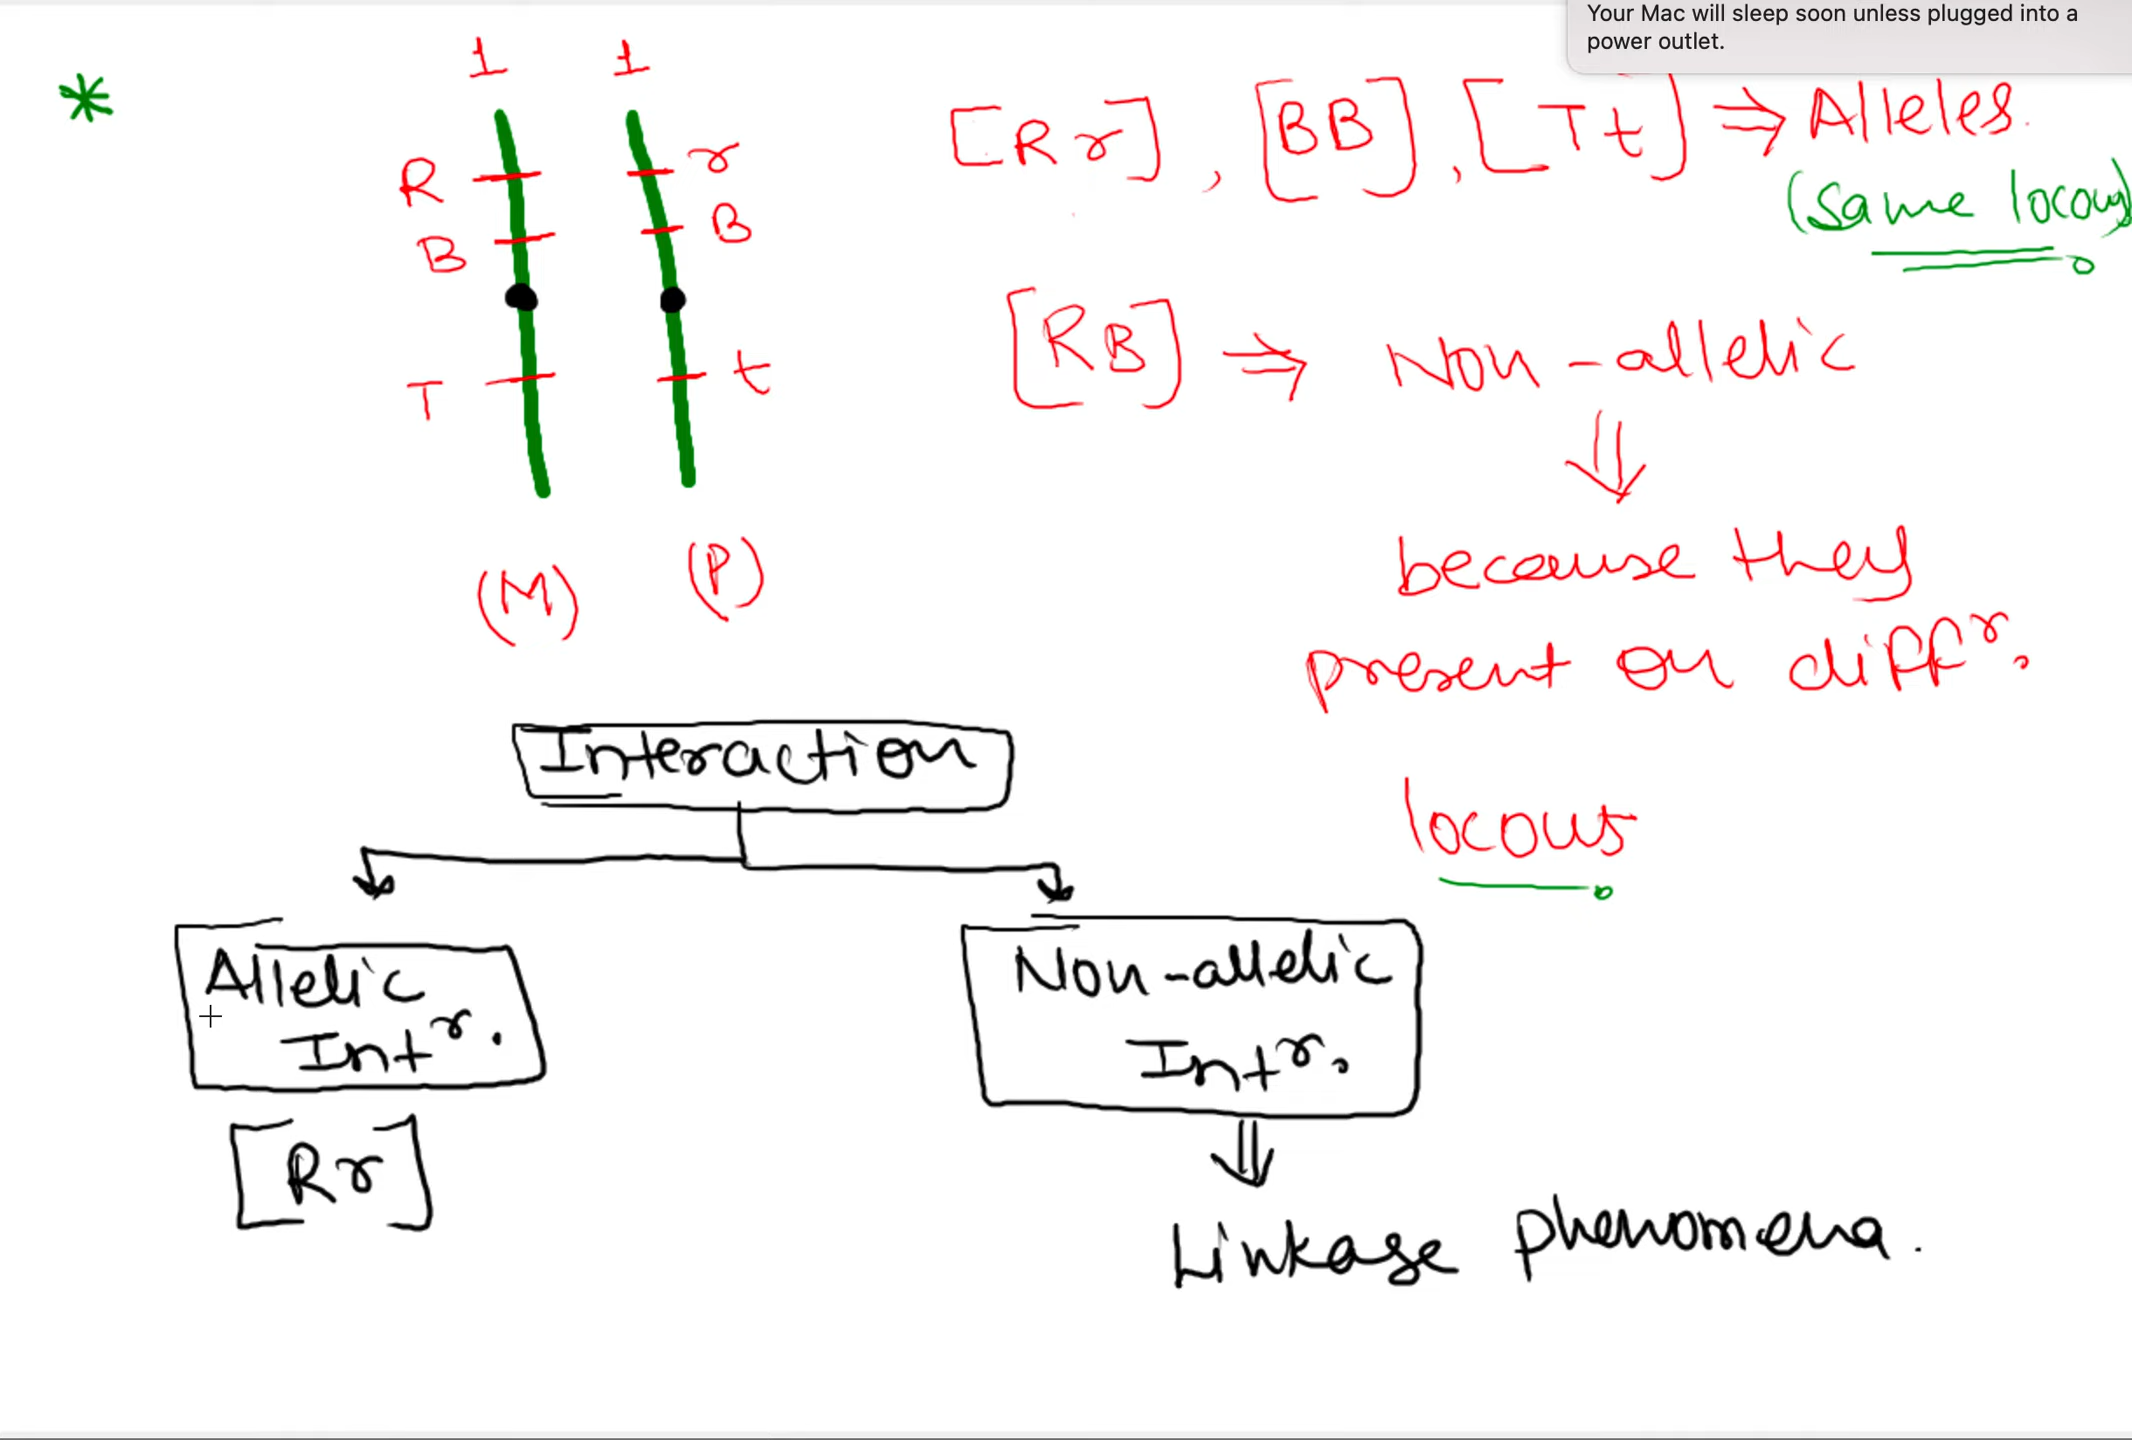 Your Mac will sleep soon unless plugged into a
power outlet.
1 1
R r
B B
T t
(M) (P)
[Rr], [BB], [Tt] ⇒ Alleles.
(same locous)
[RB] ⇒ Non-allelic
⇓
because they
present on diffr.
locous
Interaction
Allelic
Intr.
[Rr]
Non-allelic
Intr.
⇓
Linkage phenomena.